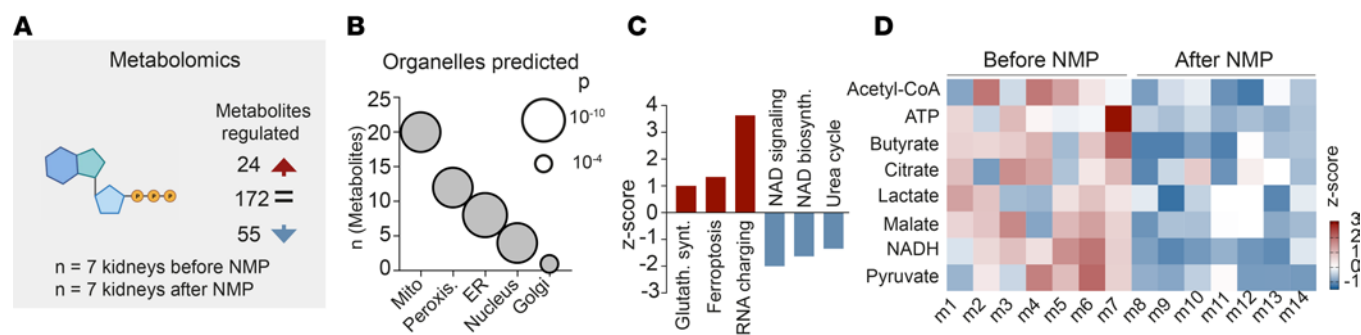 A
Metabolomics
Metabolites
regulated
24
172 =
55
P P P
n = 7 kidneys before NMP
n = 7 kidneys after NMP
B
Organelles predicted
p
10-10
10-4
n (Metabolites)
25
20
15
10
5
0
Mito
Peroxis.
ER
Nucleus
Golgi
C
z-score
4
3
2
1
0
-1
-2
-3
Glutath. synt.
Ferroptosis
RNA charging
NAD signaling
NAD biosynth.
Urea cycle
D
Before NMP
After NMP
Acetyl-CoA
ATP
Butyrate
Citrate
Lactate
Malate
NADH
Pyruvate
m1 m2 m3 m4 m5 m6 m7 m8 m9 m10 m11 m12 m13 m14
z-score
3
2
1
0
-1